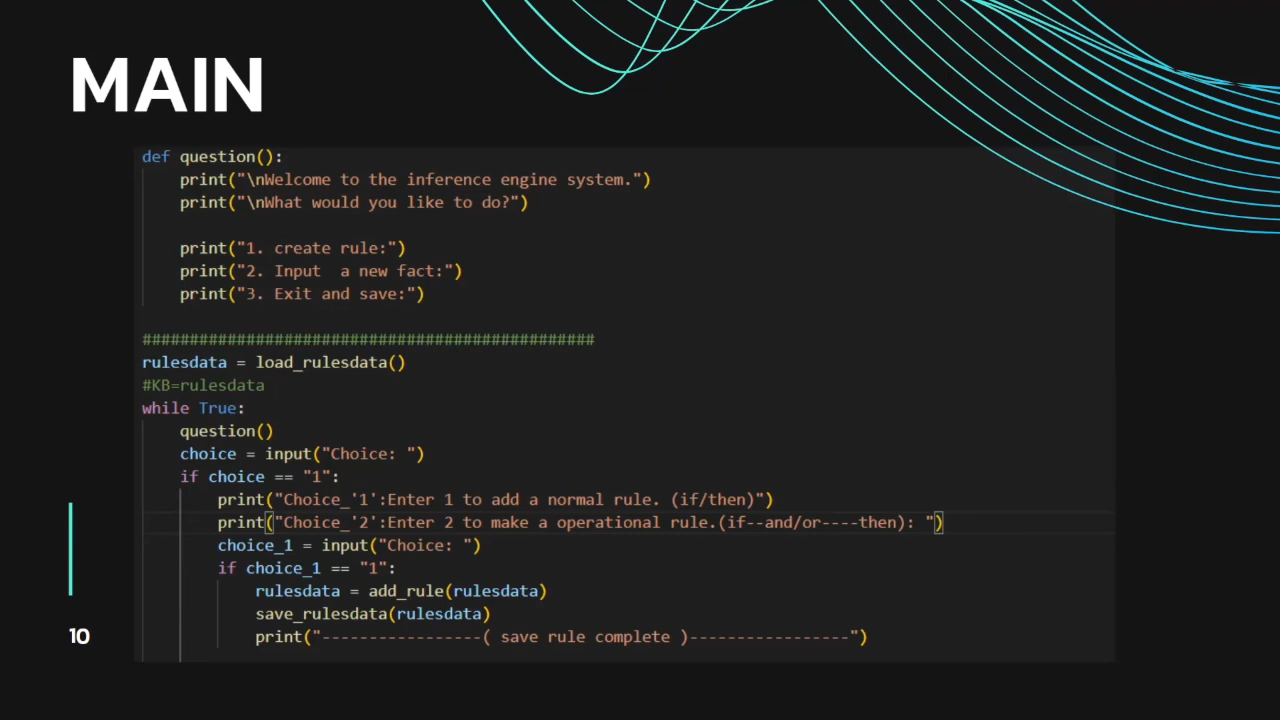 MAIN
def question():
    print("\nWelcome to the inference engine system.")
    print("\nWhat would you like to do?")

    print("1. create rule:")
    print("2. Input  a new fact:")
    print("3. Exit and save:")

################################################
rulesdata = load_rulesdata()
#KB=rulesdata
while True:
    question()
    choice = input("Choice: ")
    if choice == "1":
        print("Choice_'1':Enter 1 to add a normal rule. (if/then)")
        print("Choice_'2':Enter 2 to make a operational rule.(if--and/or----then): ")
        choice_1 = input("Choice: ")
        if choice_1 == "1":
            rulesdata = add_rule(rulesdata)
            save_rulesdata(rulesdata)
            print("-----------------( save rule complete )-----------------")
10